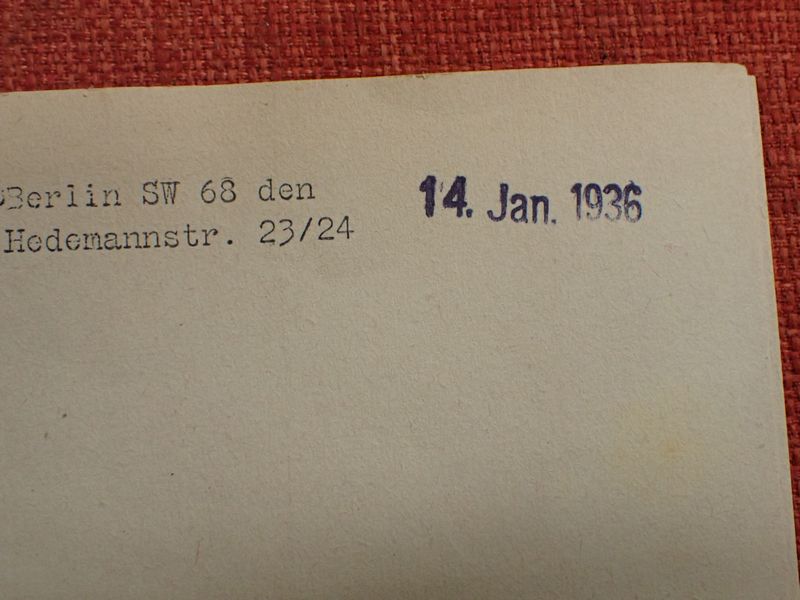 Berlin SW 68 den 14. Jan. 1936
Hedemannstr. 23/24